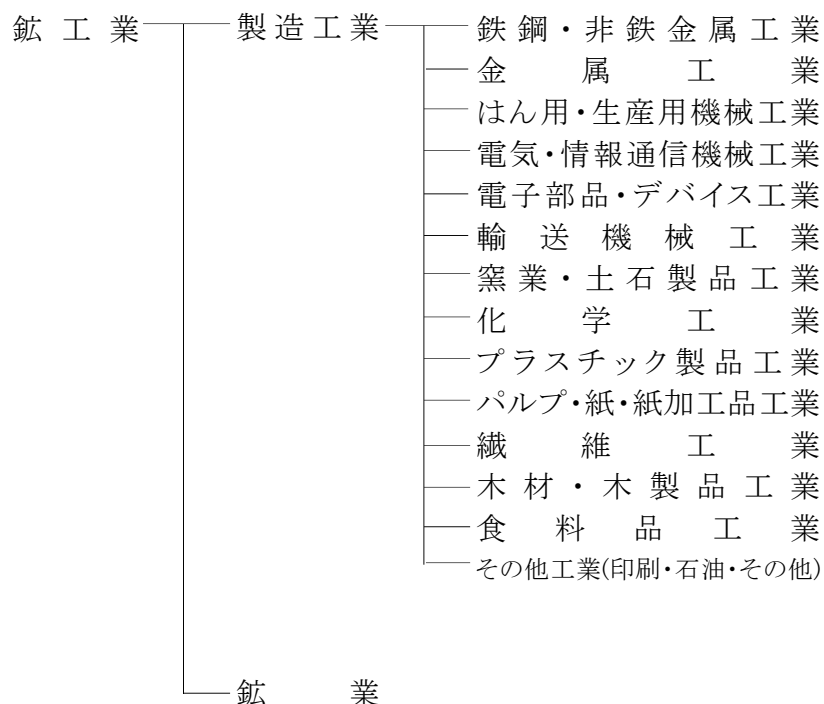 鉱工業 製造工業 鉄鋼・非鉄金属工業
金属工業
はん用・生産用機械工業
電気・情報通信機械工業
電子部品・デバイス工業
輸送機械工業
窯業・土石製品工業
化学工業
プラスチック製品工業
パルプ・紙・紙加工品工業
繊維工業
木材・木製品工業
食料品工業
その他工業(印刷・石油・その他)
鉱業